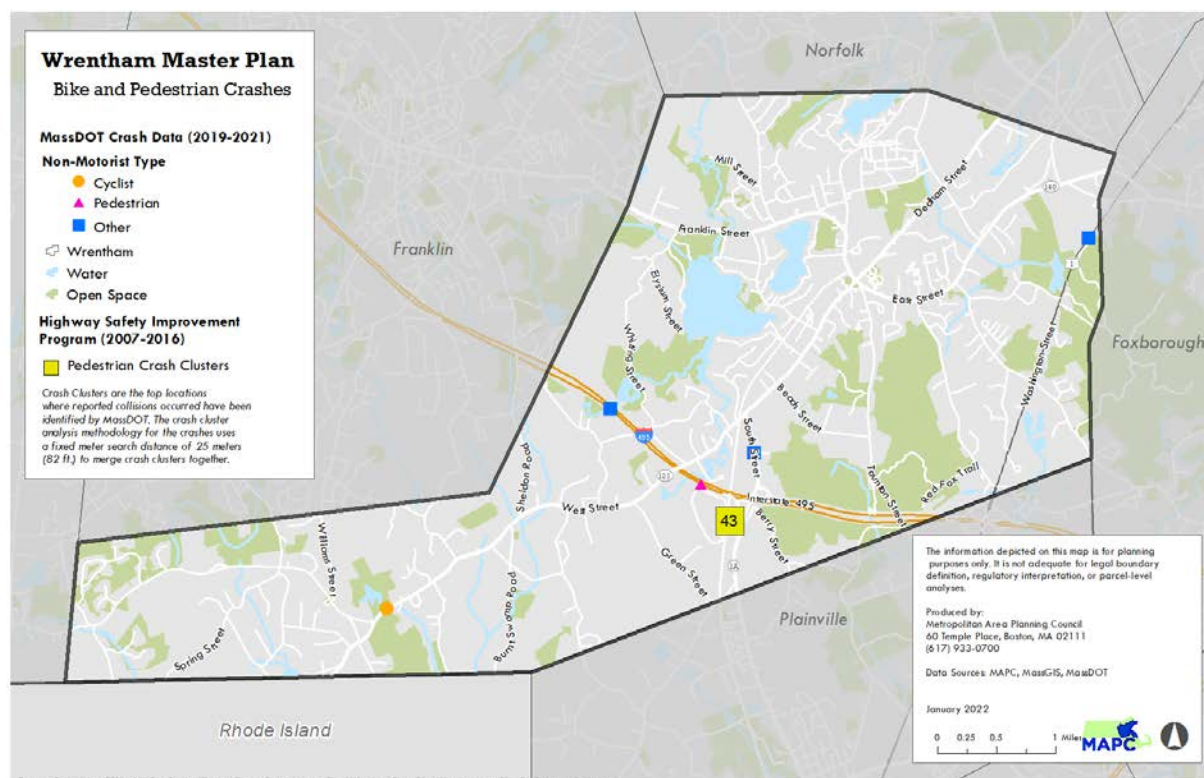 Wrentham Master Plan
Bike and Pedestrian Crashes
MassDOT Crash Data (2019-2021)
Non-Motorist Type
Cyclist
Pedestrian
Other
Wrentham
Water
Open Space
Highway Safety Improvement
Program (2007-2016)
Pedestrian Crash Clusters
Crash Clusters are the top locations
where reported collisions occurred have been
identified by MassDOT. The crash cluster
analysis methodology for the crashes uses
a fixed meter search distance of 25 meters
(82 ft.) to merge crash clusters together.
Norfolk
Franklin
Foxborough
Plainville
Rhode Island
Mill Street
Dedham Street
140
Franklin Street
1
Elysium Street
East Street
Whiting Street
Washington Street
Beach Street
495
South Street
Sheldon Road
Taunton Street
Red Fox Trail
West Street
Interstate 495
43
Betty Street
Green Street
1A
William Street
Burnt Swamp Road
Spring Street
The information depicted on this map is for planning
purposes only. It is not adequate for legal boundary
definition, regulatory interpretation, or parcel-level
analyses.
Produced by:
Metropolitan Area Planning Council
60 Temple Place, Boston, MA 02111
(617) 933-0700
Data Sources: MAPC, MassGIS, MassDOT
January 2022
0 0.25 0.5 1 Miles
MAPC